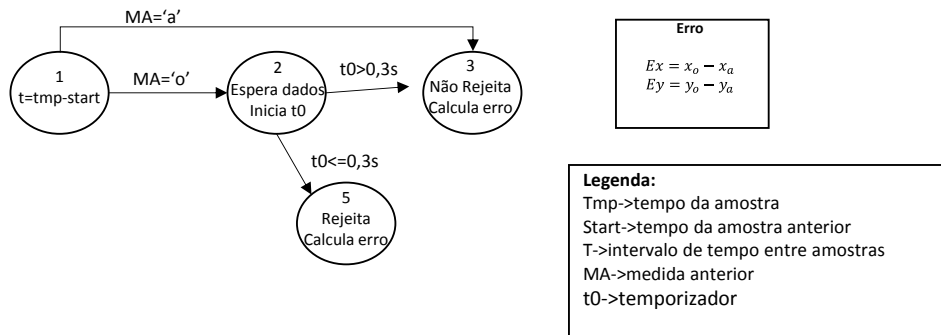 MA=‘a’
1
t=tmp-start
MA=‘o’
2
Espera dados
Inicia t0
t0>0,3s
3
Não Rejeita
Calcula erro
t0<=0,3s
5
Rejeita
Calcula erro
Erro
Ex = xₒ − xₐ
Ey = yₒ − yₐ
Legenda:
Tmp->tempo da amostra
Start->tempo da amostra anterior
T->intervalo de tempo entre amostras
MA->medida anterior
t0->temporizador